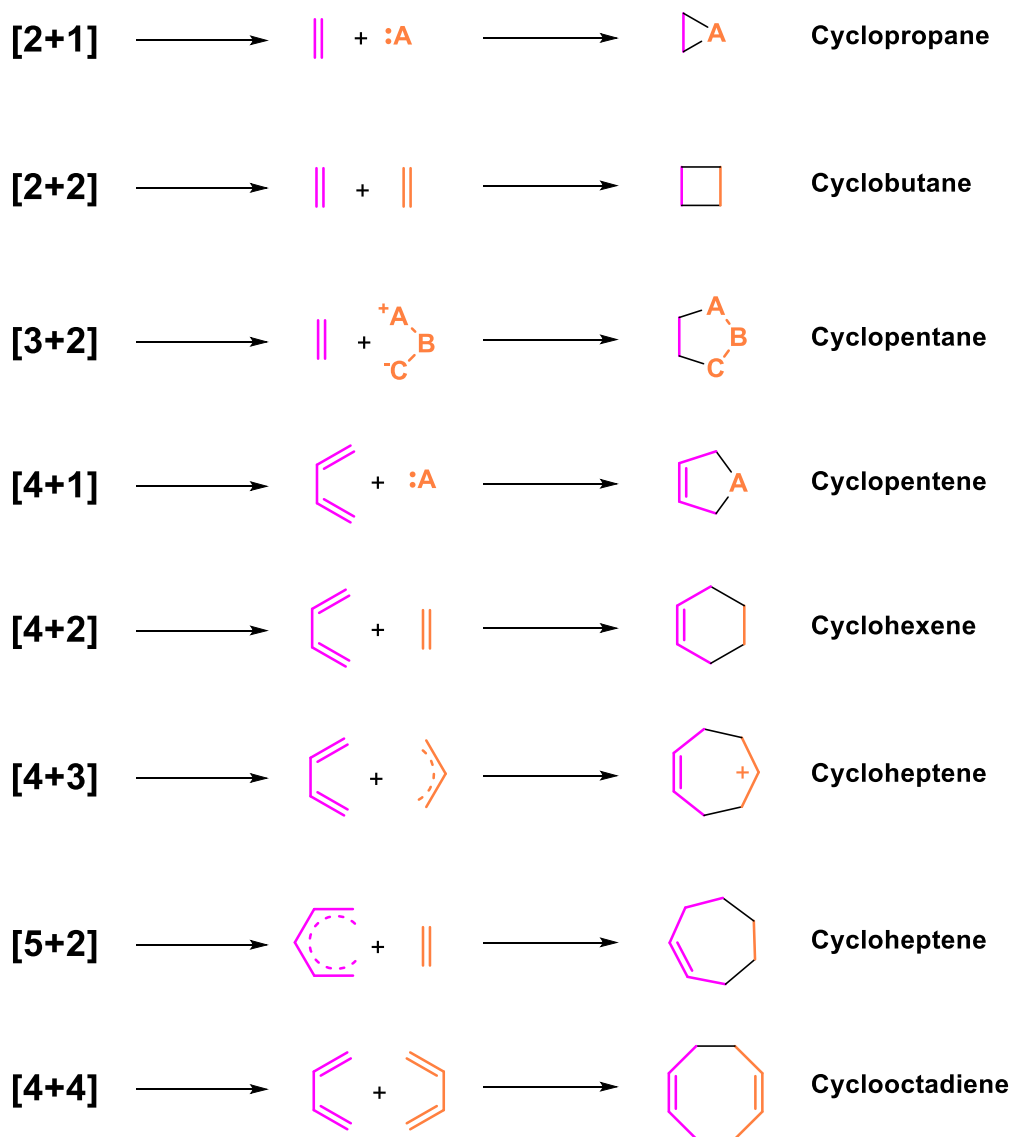 [2+1] + :A A Cyclopropane
[2+2] + Cyclobutane
[3+2] + +A B -C A B C Cyclopentane
[4+1] + :A A Cyclopentene
[4+2] + Cyclohexene
[4+3] + + Cycloheptene
[5+2] + Cycloheptene
[4+4] + Cyclooctadiene